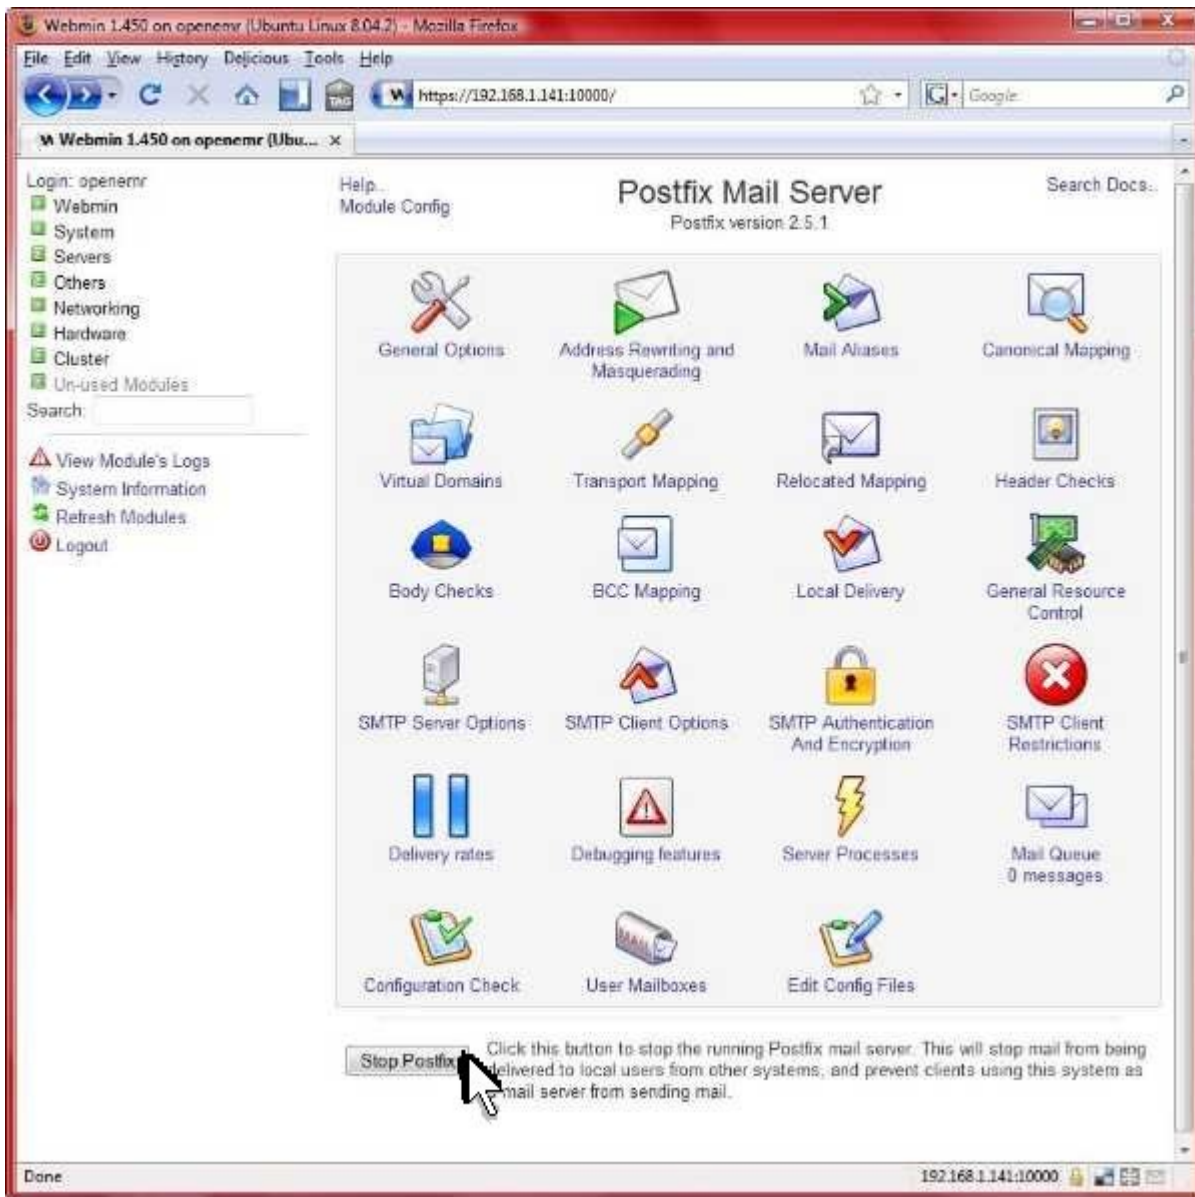 Webmin 1.450 on openemr (Ubuntu Linux 8.04.2) - Mozilla Firefox
File Edit View History Delicious Tools Help
TAG https://192.168.1.141:10000/ G Google
Webmin 1.450 on openemr (Ubu...
Login: openemr
Webmin
System
Servers
Others
Networking
Hardware
Cluster
Un-used Modules
Search:
View Module's Logs
System Information
Refresh Modules
Logout
Help..
Module Config
Postfix Mail Server
Postfix version 2.5.1
Search Docs..
General Options
Address Rewriting and
Masquerading
Mail Aliases
Canonical Mapping
Virtual Domains
Transport Mapping
Relocated Mapping
Header Checks
Body Checks
BCC Mapping
Local Delivery
General Resource
Control
SMTP Server Options
SMTP Client Options
SMTP Authentication
And Encryption
SMTP Client
Restrictions
Delivery rates
Debugging features
Server Processes
Mail Queue
0 messages
Configuration Check
MAIL
User Mailboxes
Edit Config Files
Stop Postfix
Click this button to stop the running Postfix mail server. This will stop mail from being
delivered to local users from other systems, and prevent clients using this system as
mail server from sending mail.
Done
192.168.1.141:10000